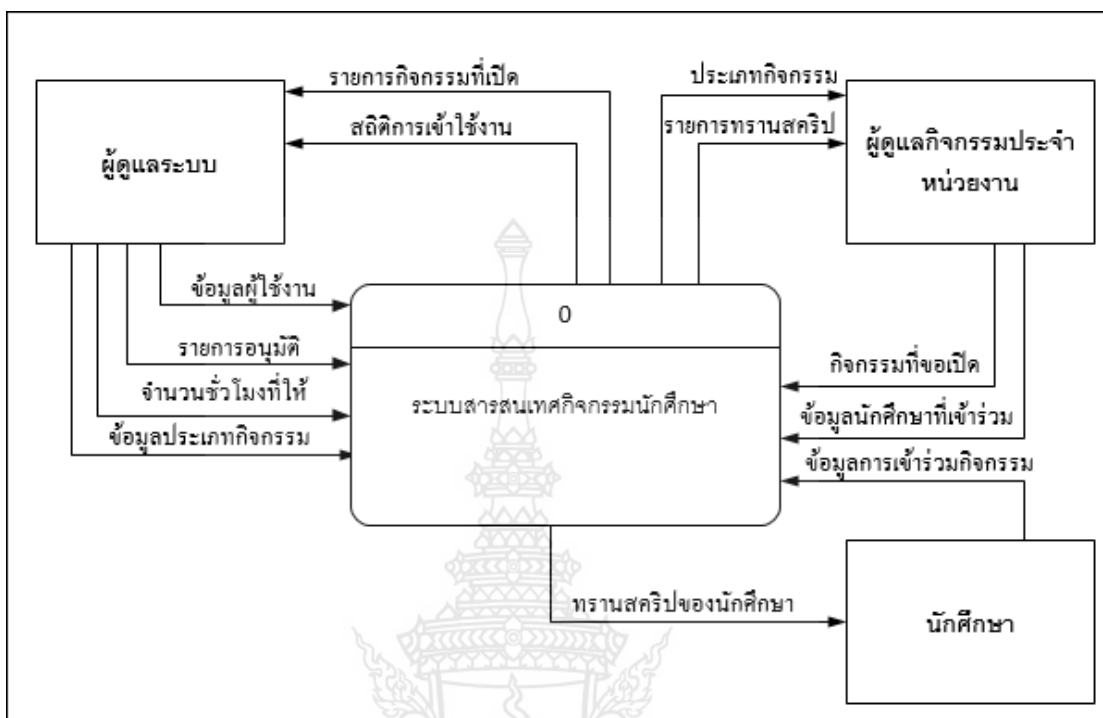 รายการกิจกรรมที่เปิด
ประเภทกิจกรรม
สถิติการเข้าใช้งาน
รายการทรานสคริป
ผู้ดูแลระบบ
ผู้ดูแลกิจกรรมประจำ
หน่วยงาน
ข้อมูลผู้ใช้งาน
0
รายการอนุมัติ
กิจกรรมที่ขอเปิด
จำนวนชั่วโมงที่ให้
ระบบสารสนเทศกิจกรรมนักศึกษา
ข้อมูลนักศึกษาที่เข้าร่วม
ข้อมูลประเภทกิจกรรม
ข้อมูลการเข้าร่วมกิจกรรม
ทรานสคริปของนักศึกษา
นักศึกษา